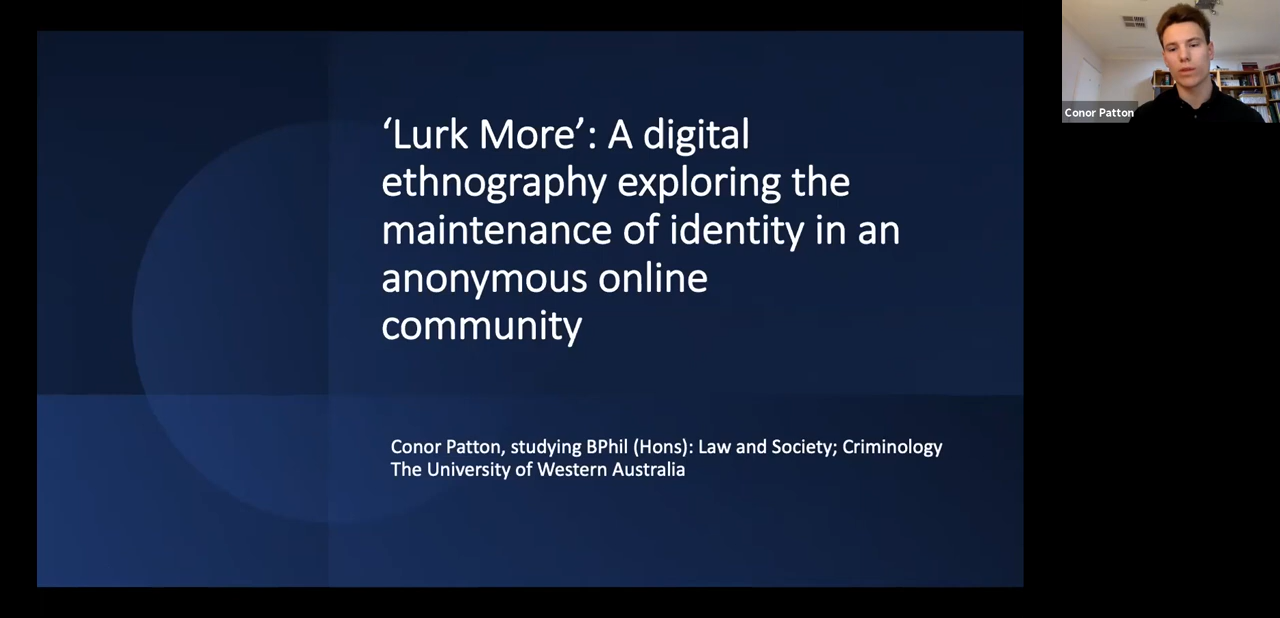 ‘Lurk More’: A digital
ethnography exploring the
maintenance of identity in an
anonymous online
community
Conor Patton, studying BPhil (Hons): Law and Society; Criminology
The University of Western Australia
Conor Patton